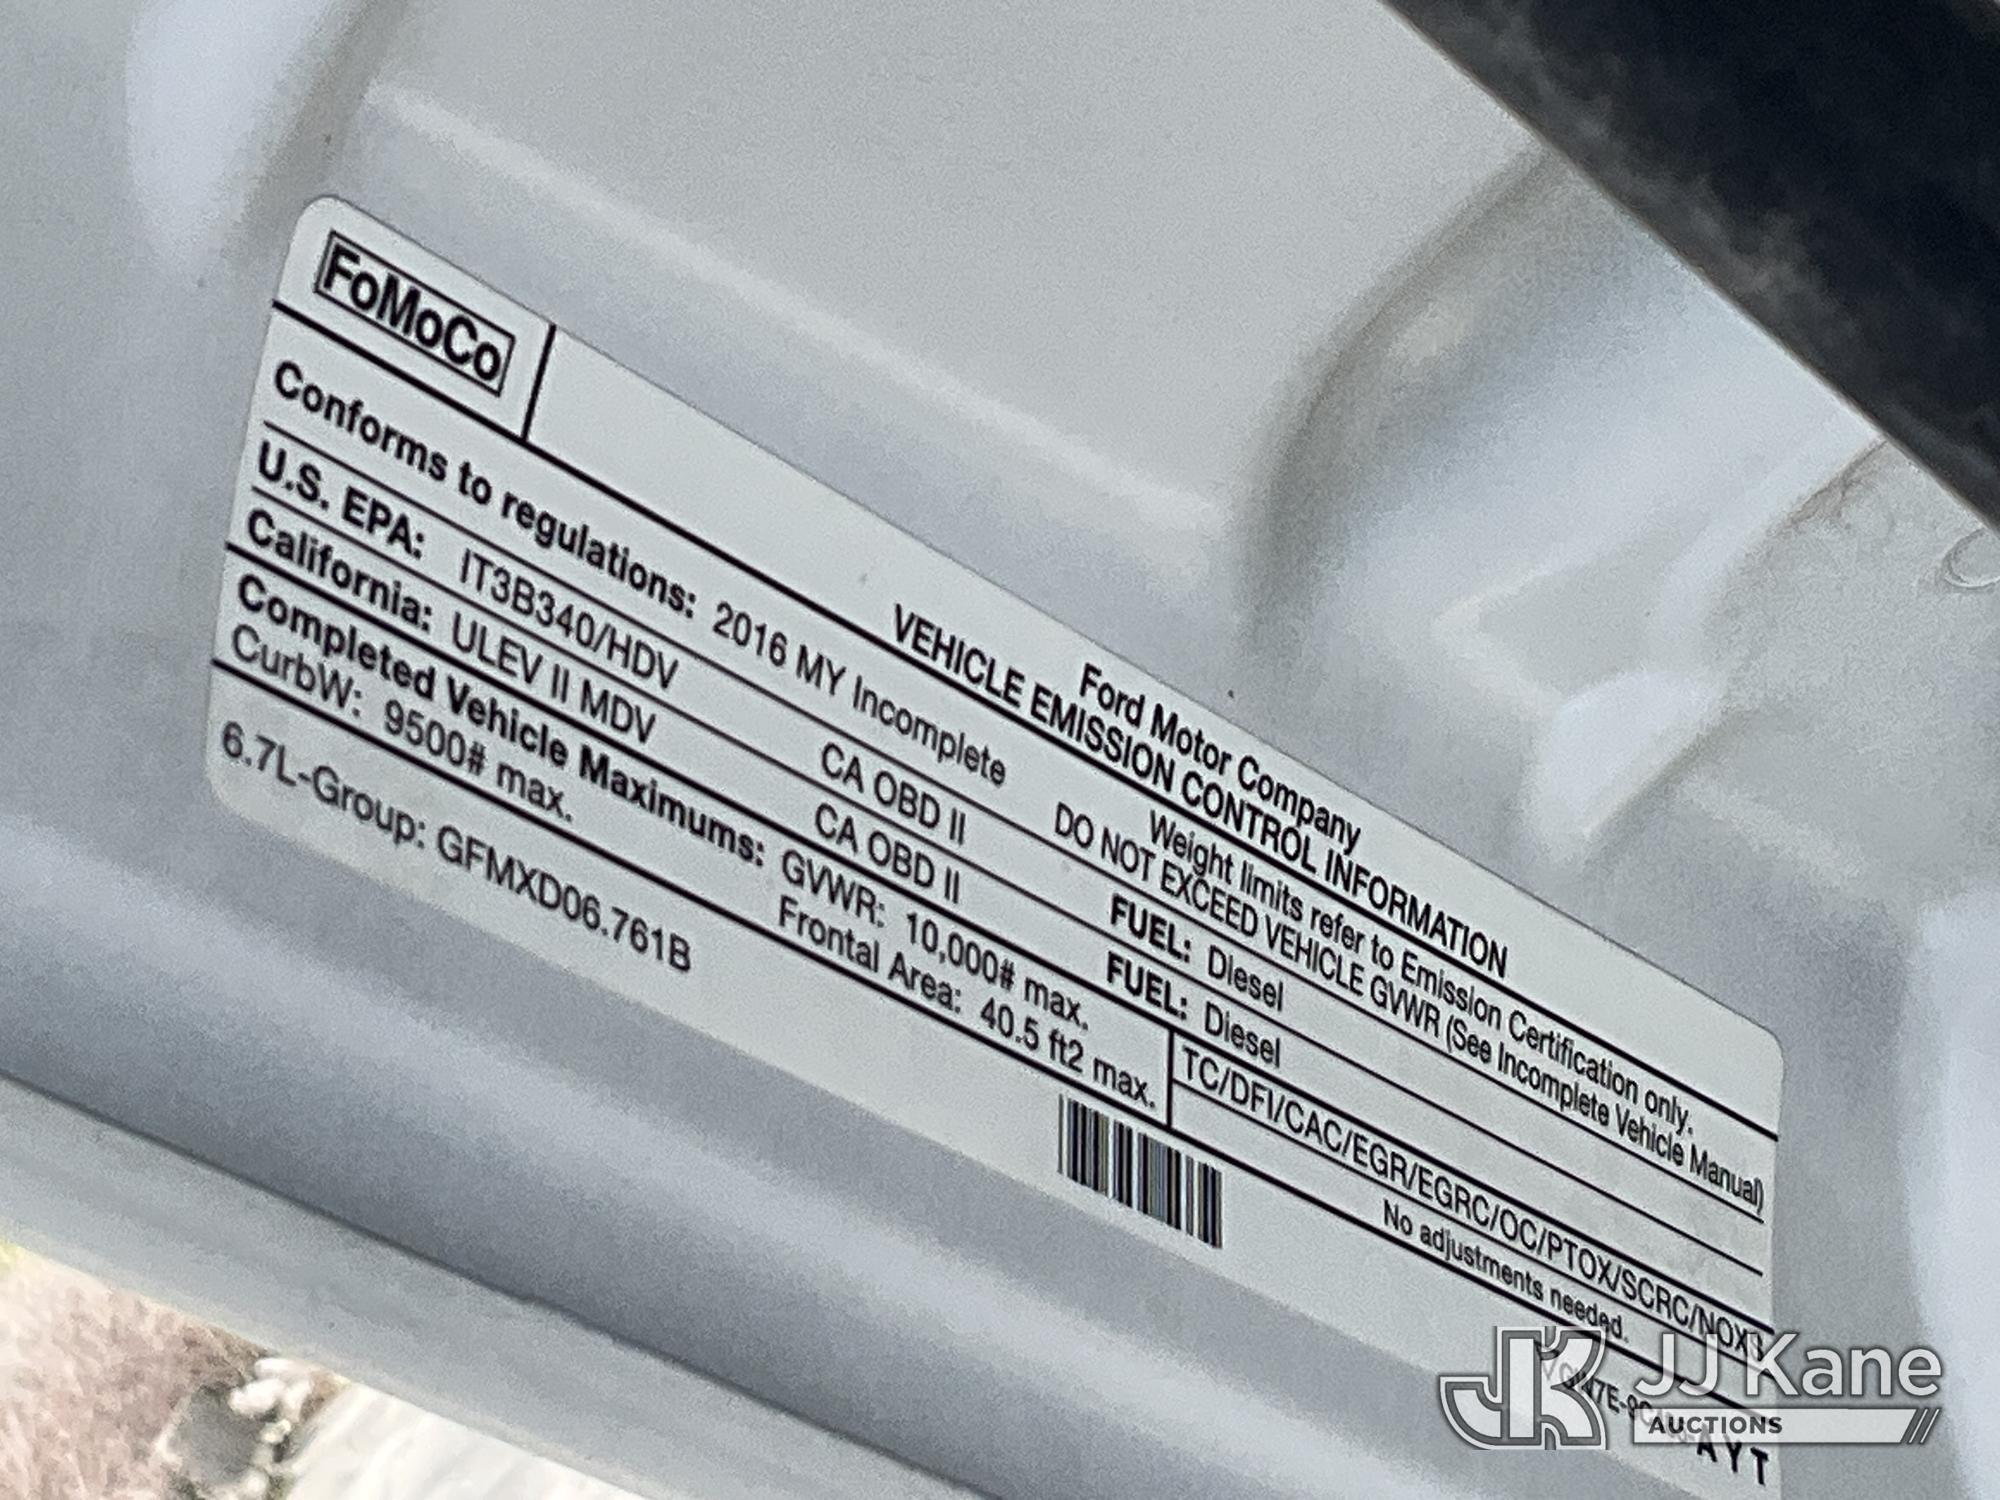 FoMoCo
Ford Motor Company
VEHICLE EMISSION CONTROL INFORMATION
Conforms to regulations: 2016 MY Incomplete
Weight limits refer to Emission Certification only.
DO NOT EXCEED VEHICLE GVWR (See Incomplete Vehicle Manual)
U.S. EPA: IT3B340/HDV CA OBD II FUEL: Diesel
California: ULEV II MDV CA OBD II FUEL: Diesel
Completed Vehicle Maximums: GVWR: 10,000# max.
CurbW: 9500# max. Frontal Area: 40.5 ft2 max.
TC/DFI/CAC/EGR/EGRC/OC/PTOX/SCRC/NOXS
No adjustments needed.
6.7L-Group: GFMXD06.761B
AYT
JK JJ Kane
AUCTIONS